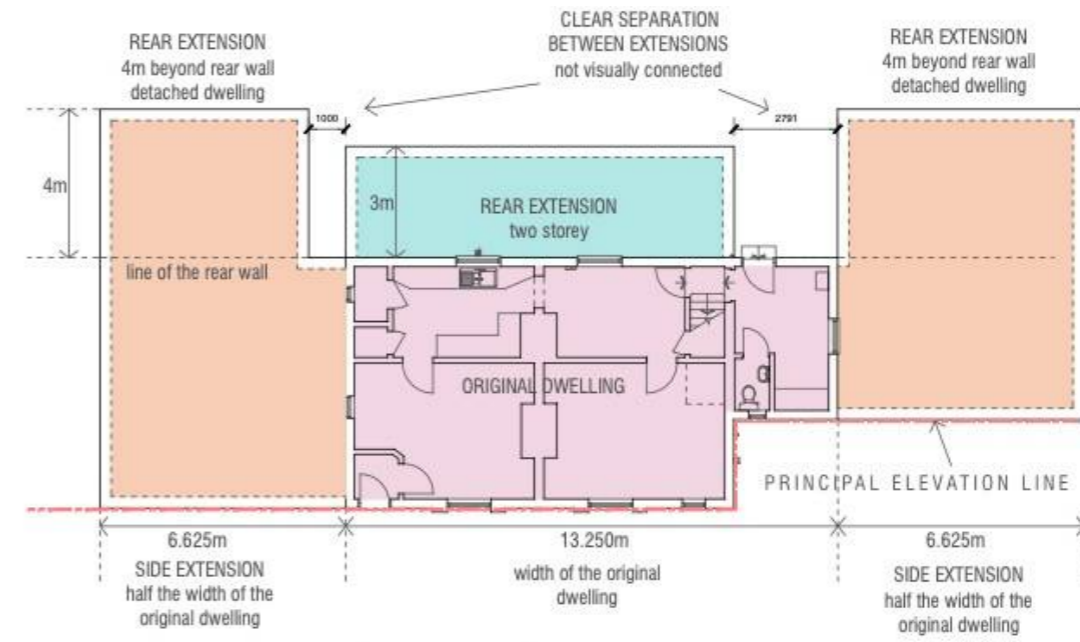 REAR EXTENSION
4m beyond rear wall
detached dwelling
CLEAR SEPARATION
BETWEEN EXTENSIONS
not visually connected
REAR EXTENSION
4m beyond rear wall
detached dwelling
1000
2791
4m
3m
REAR EXTENSION
two storey
line of the rear wall
ORIGINAL DWELLING
PRINCIPAL ELEVATION LINE
6.625m
13.250m
6.625m
SIDE EXTENSION
half the width of the
original dwelling
width of the original
dwelling
SIDE EXTENSION
half the width of the
original dwelling